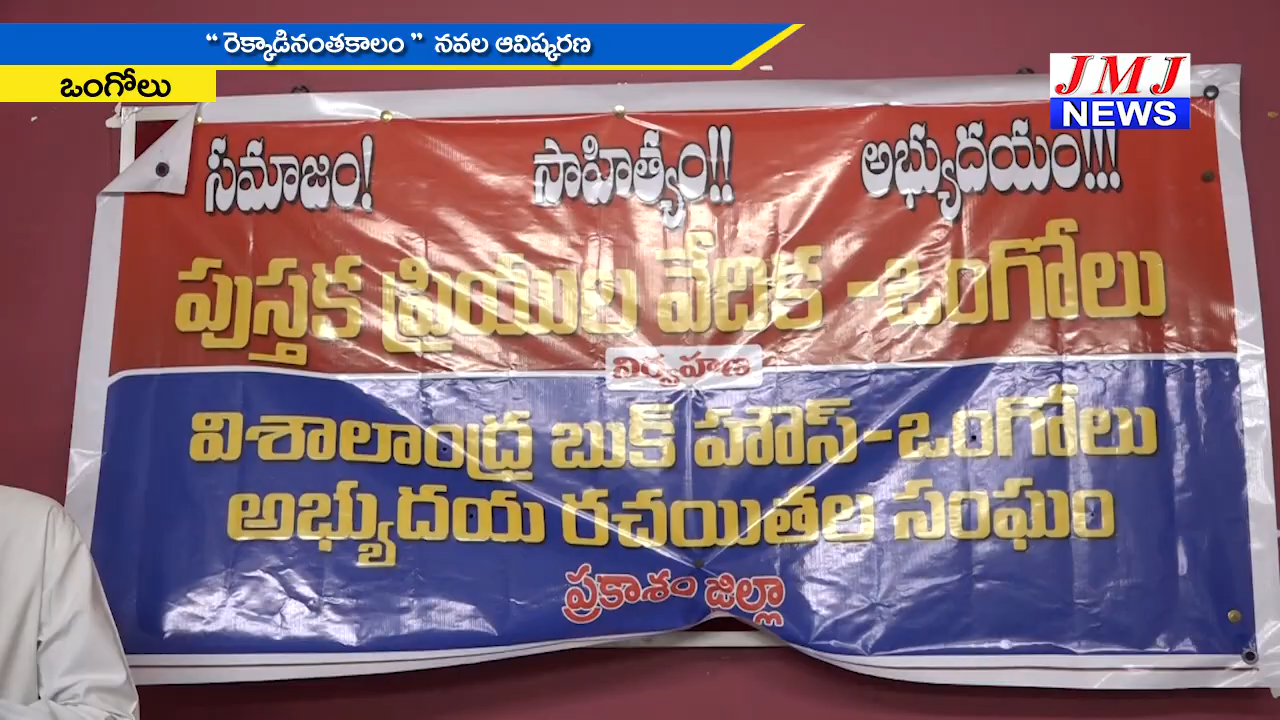 “ రెక్కాడినంతకాలం ” నవల ఆవిష్కరణ
ఒంగోలు
JMJ
NEWS
సమాజం! సాహిత్యం!! అభ్యుదయం!!!
పుస్తక ప్రియుల వేదిక -ఒంగోలు
నిర్వహణ
విశాలాంధ్ర బుక్ హౌస్-ఒంగోలు
అభ్యుదయ రచయితల సంఘం
ప్రకాశం జిల్లా